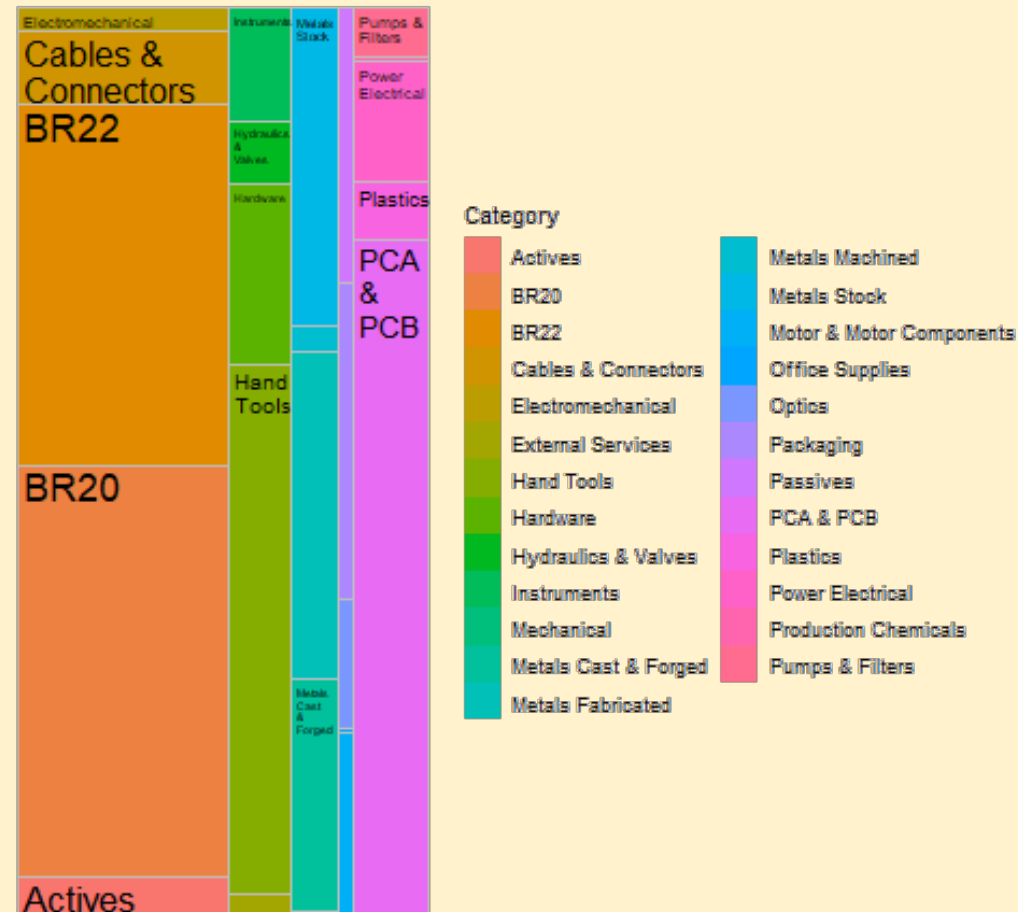 Electromechanical
Cables &
Connectors
BR22
BR20
Actives
Instruments
Hydraulics
&
Valves
Hardware
Hand
Tools
Metals
Stock
Metals
Cast
&
Forged
Pumps &
Filters
Power
Electrical
Plastics
PCA
&
PCB
Category
Actives
BR20
BR22
Cables & Connectors
Electromechanical
External Services
Hand Tools
Hardware
Hydraulics & Valves
Instruments
Mechanical
Metals Cast & Forged
Metals Fabricated
Metals Machined
Metals Stock
Motor & Motor Components
Office Supplies
Optics
Packaging
Passives
PCA & PCB
Plastics
Power Electrical
Production Chemicals
Pumps & Filters